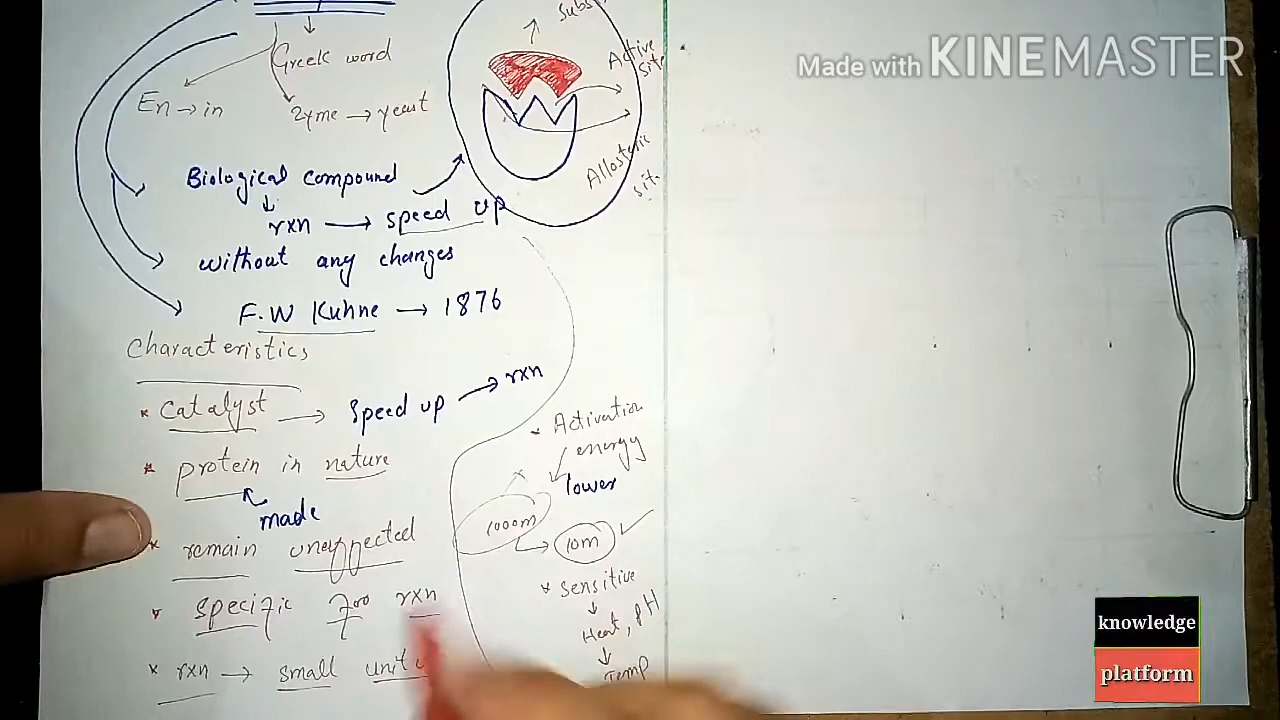 Made with KINEMASTER
Greek word
En → in
Zyme → yeast
Active
site
Allosteric
site
Biological compound
↓
rxn → speed up
without any changes
F.W Kuhne → 1876
Characteristics
* Catalyst → speed up → rxn
* protein in nature
made
* remain uneffected
* specific foo rxn
* rxn → small unit
* Activation
energy
lower
1000m
→ 10m
* Sensitive
↓
Heat, pH
↓
Temp
knowledge
platform